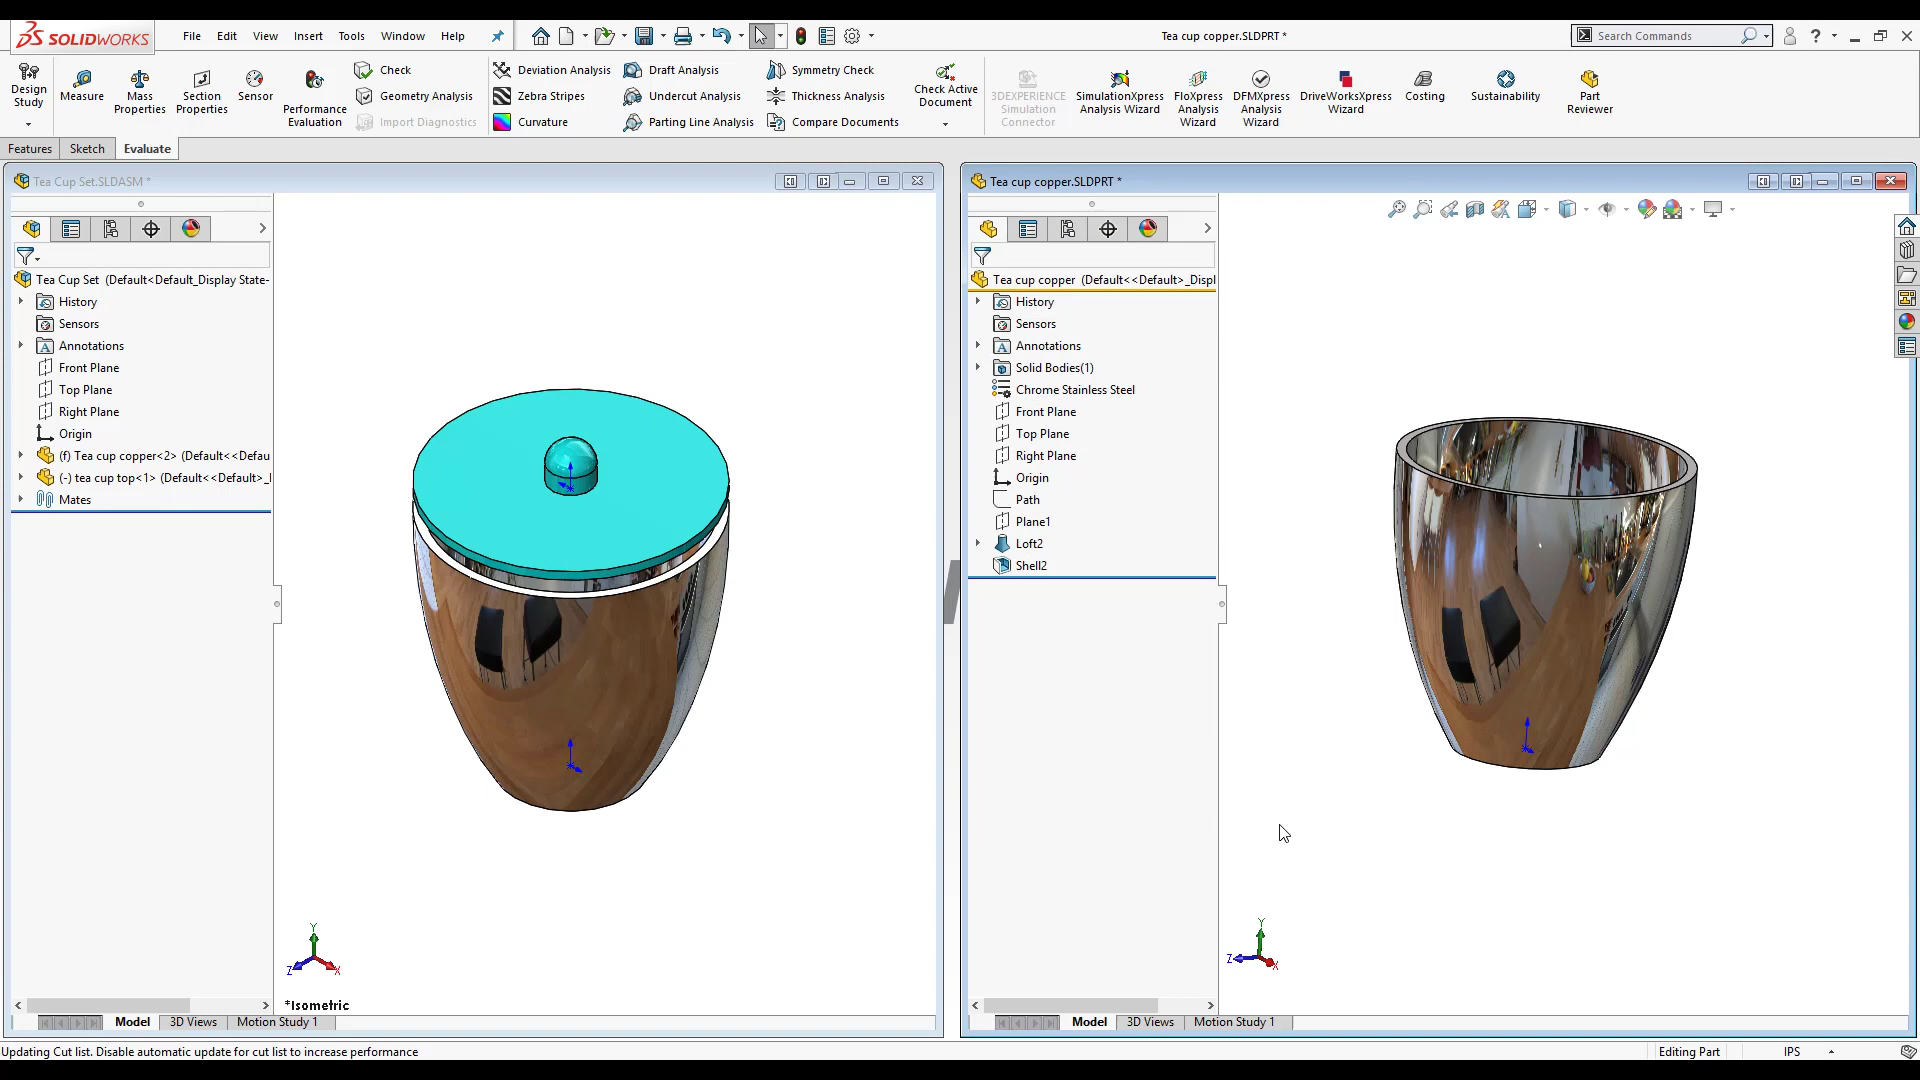 SOLIDWORKS
File Edit View Insert Tools Window Help
Tea cup copper.SLDPRT *
Search Commands
Design Study
Measure
Mass Properties
Section Properties
Sensor
Performance Evaluation
Check
Geometry Analysis
Import Diagnostics
Deviation Analysis
Zebra Stripes
Curvature
Draft Analysis
Undercut Analysis
Parting Line Analysis
Symmetry Check
Thickness Analysis
Compare Documents
Check Active Document
3DEXPERIENCE Simulation Connector
SimulationXpress Analysis Wizard
FloXpress Analysis Wizard
DFMXpress Analysis Wizard
DriveWorksXpress Wizard
Costing
Sustainability
Part Reviewer
Features Sketch Evaluate
Tea Cup Set.SLDASM *
Tea Cup Set (Default<Default_Display State-
History
Sensors
Annotations
Front Plane
Top Plane
Right Plane
Origin
(f) Tea cup copper<2> (Default<<Defau
(-) tea cup top<1> (Default<<Default>_
Mates
Y
Z
X
*Isometric
Model 3D Views Motion Study 1
Tea cup copper.SLDPRT *
Tea cup copper (Default<<Default>_Displ
History
Sensors
Annotations
Solid Bodies(1)
Chrome Stainless Steel
Front Plane
Top Plane
Right Plane
Origin
Path
Plane1
Loft2
Shell2
Y
Z
X
Model 3D Views Motion Study 1
Updating Cut list. Disable automatic update for cut list to increase performance
Editing Part
IPS